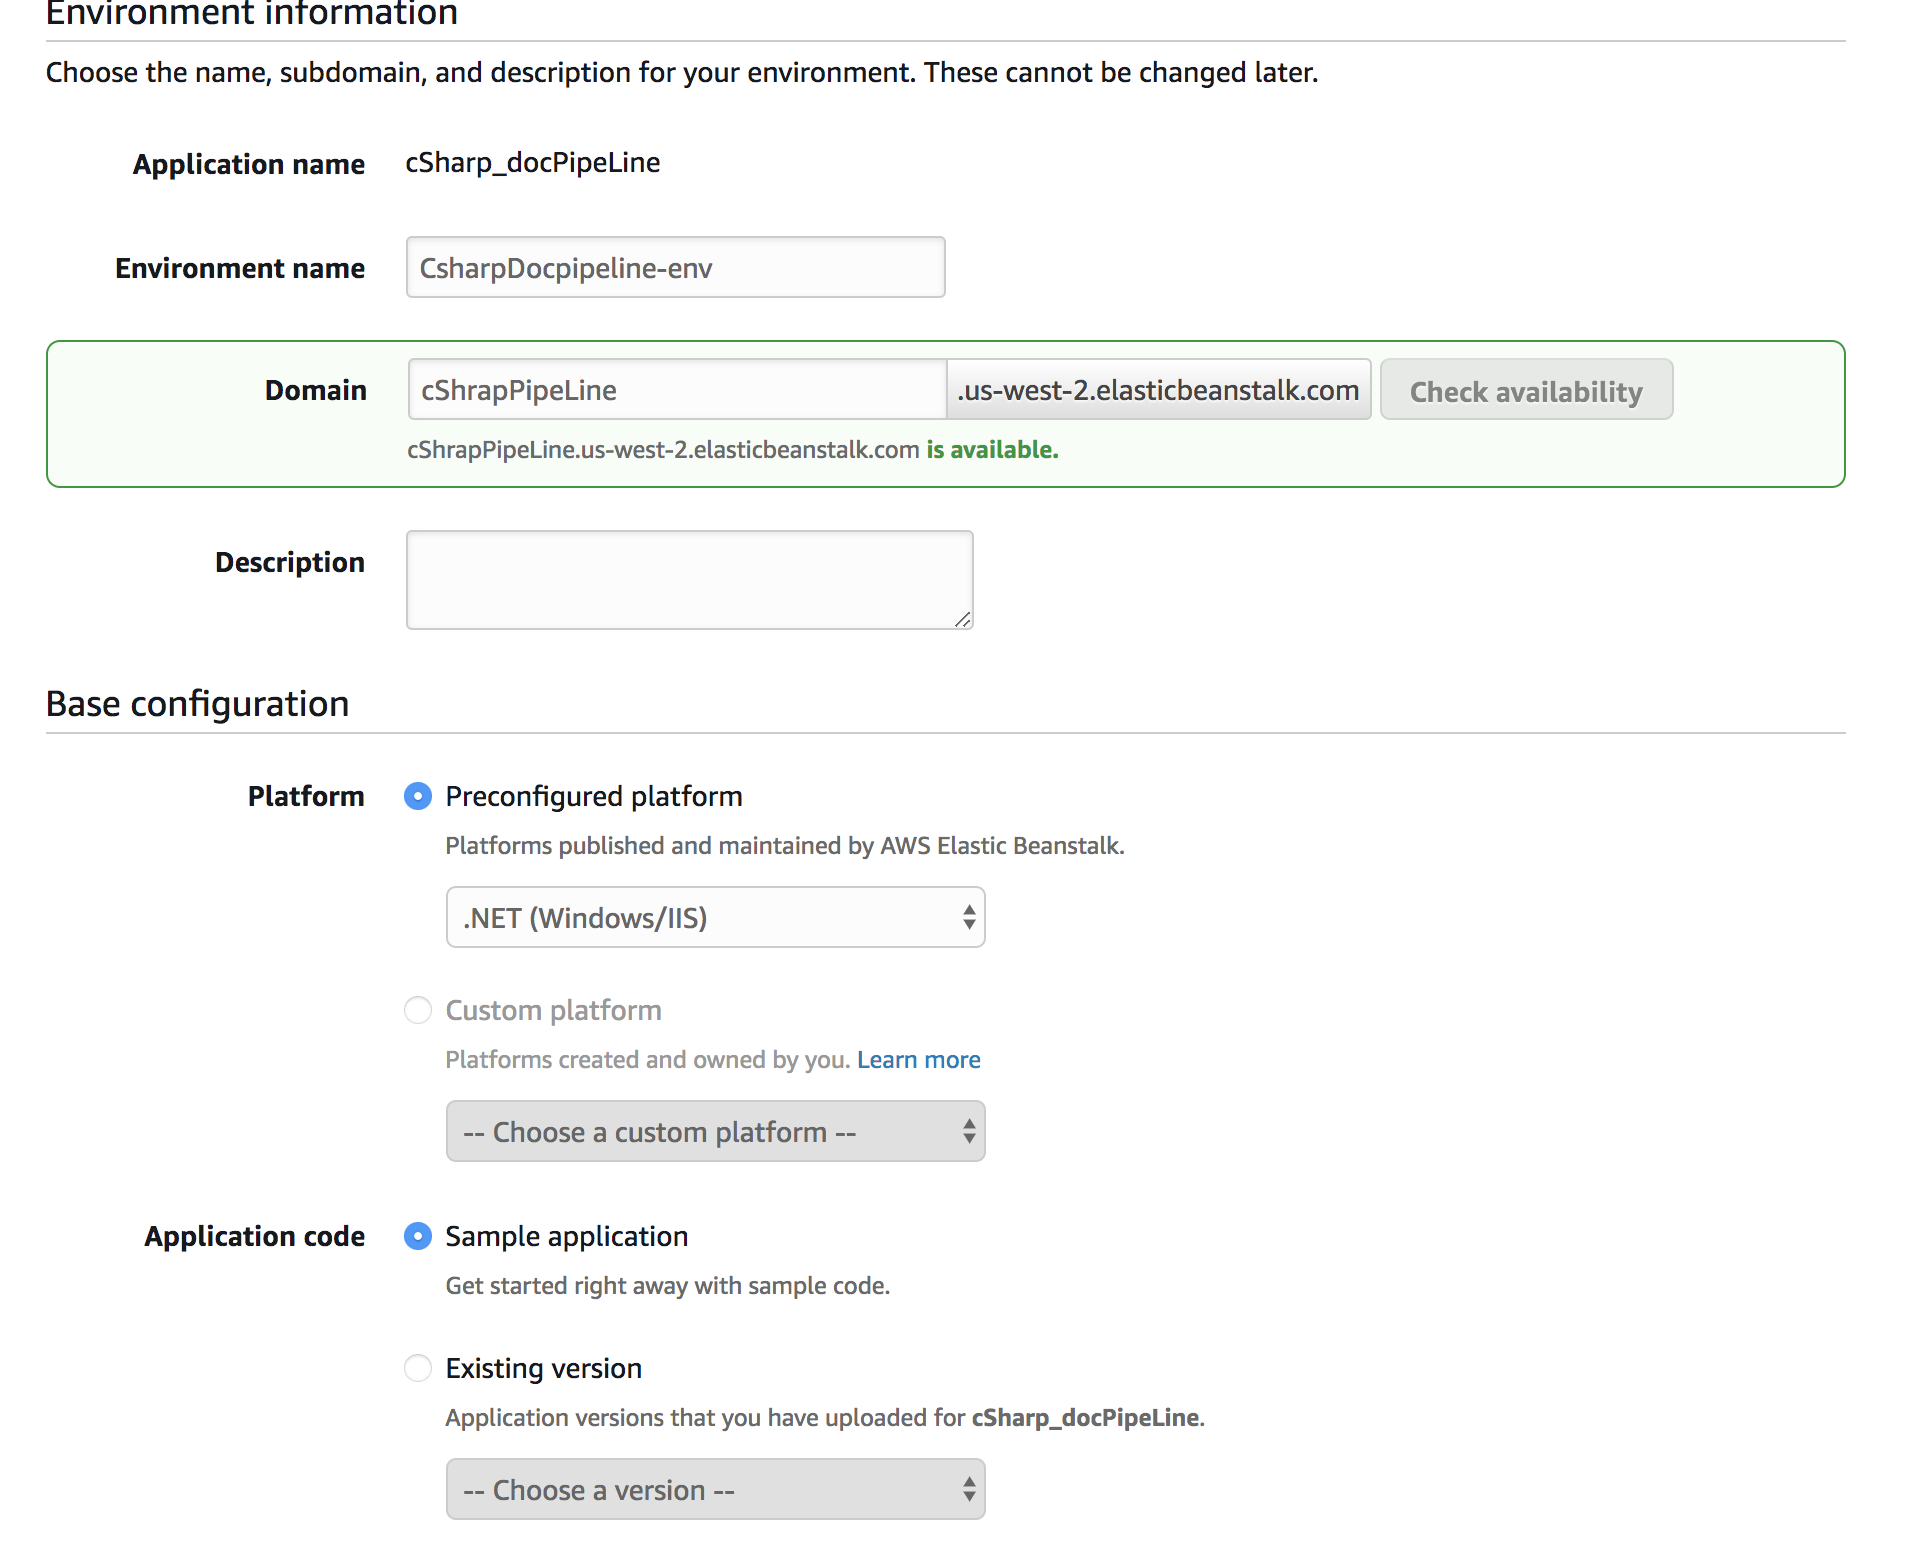 Environment information
Choose the name, subdomain, and description for your environment. These cannot be changed later.
Application name cSharp_docPipeLine
Environment name CsharpDocpipeline-env
Domain cShrapPipeLine .us-west-2.elasticbeanstalk.com Check availability
cShrapPipeLine.us-west-2.elasticbeanstalk.com is available.
Description
Base configuration
Platform Preconfigured platform
Platforms published and maintained by AWS Elastic Beanstalk.
.NET (Windows/IIS)
Custom platform
Platforms created and owned by you. Learn more
-- Choose a custom platform --
Application code Sample application
Get started right away with sample code.
Existing version
Application versions that you have uploaded for cSharp_docPipeLine.
-- Choose a version --